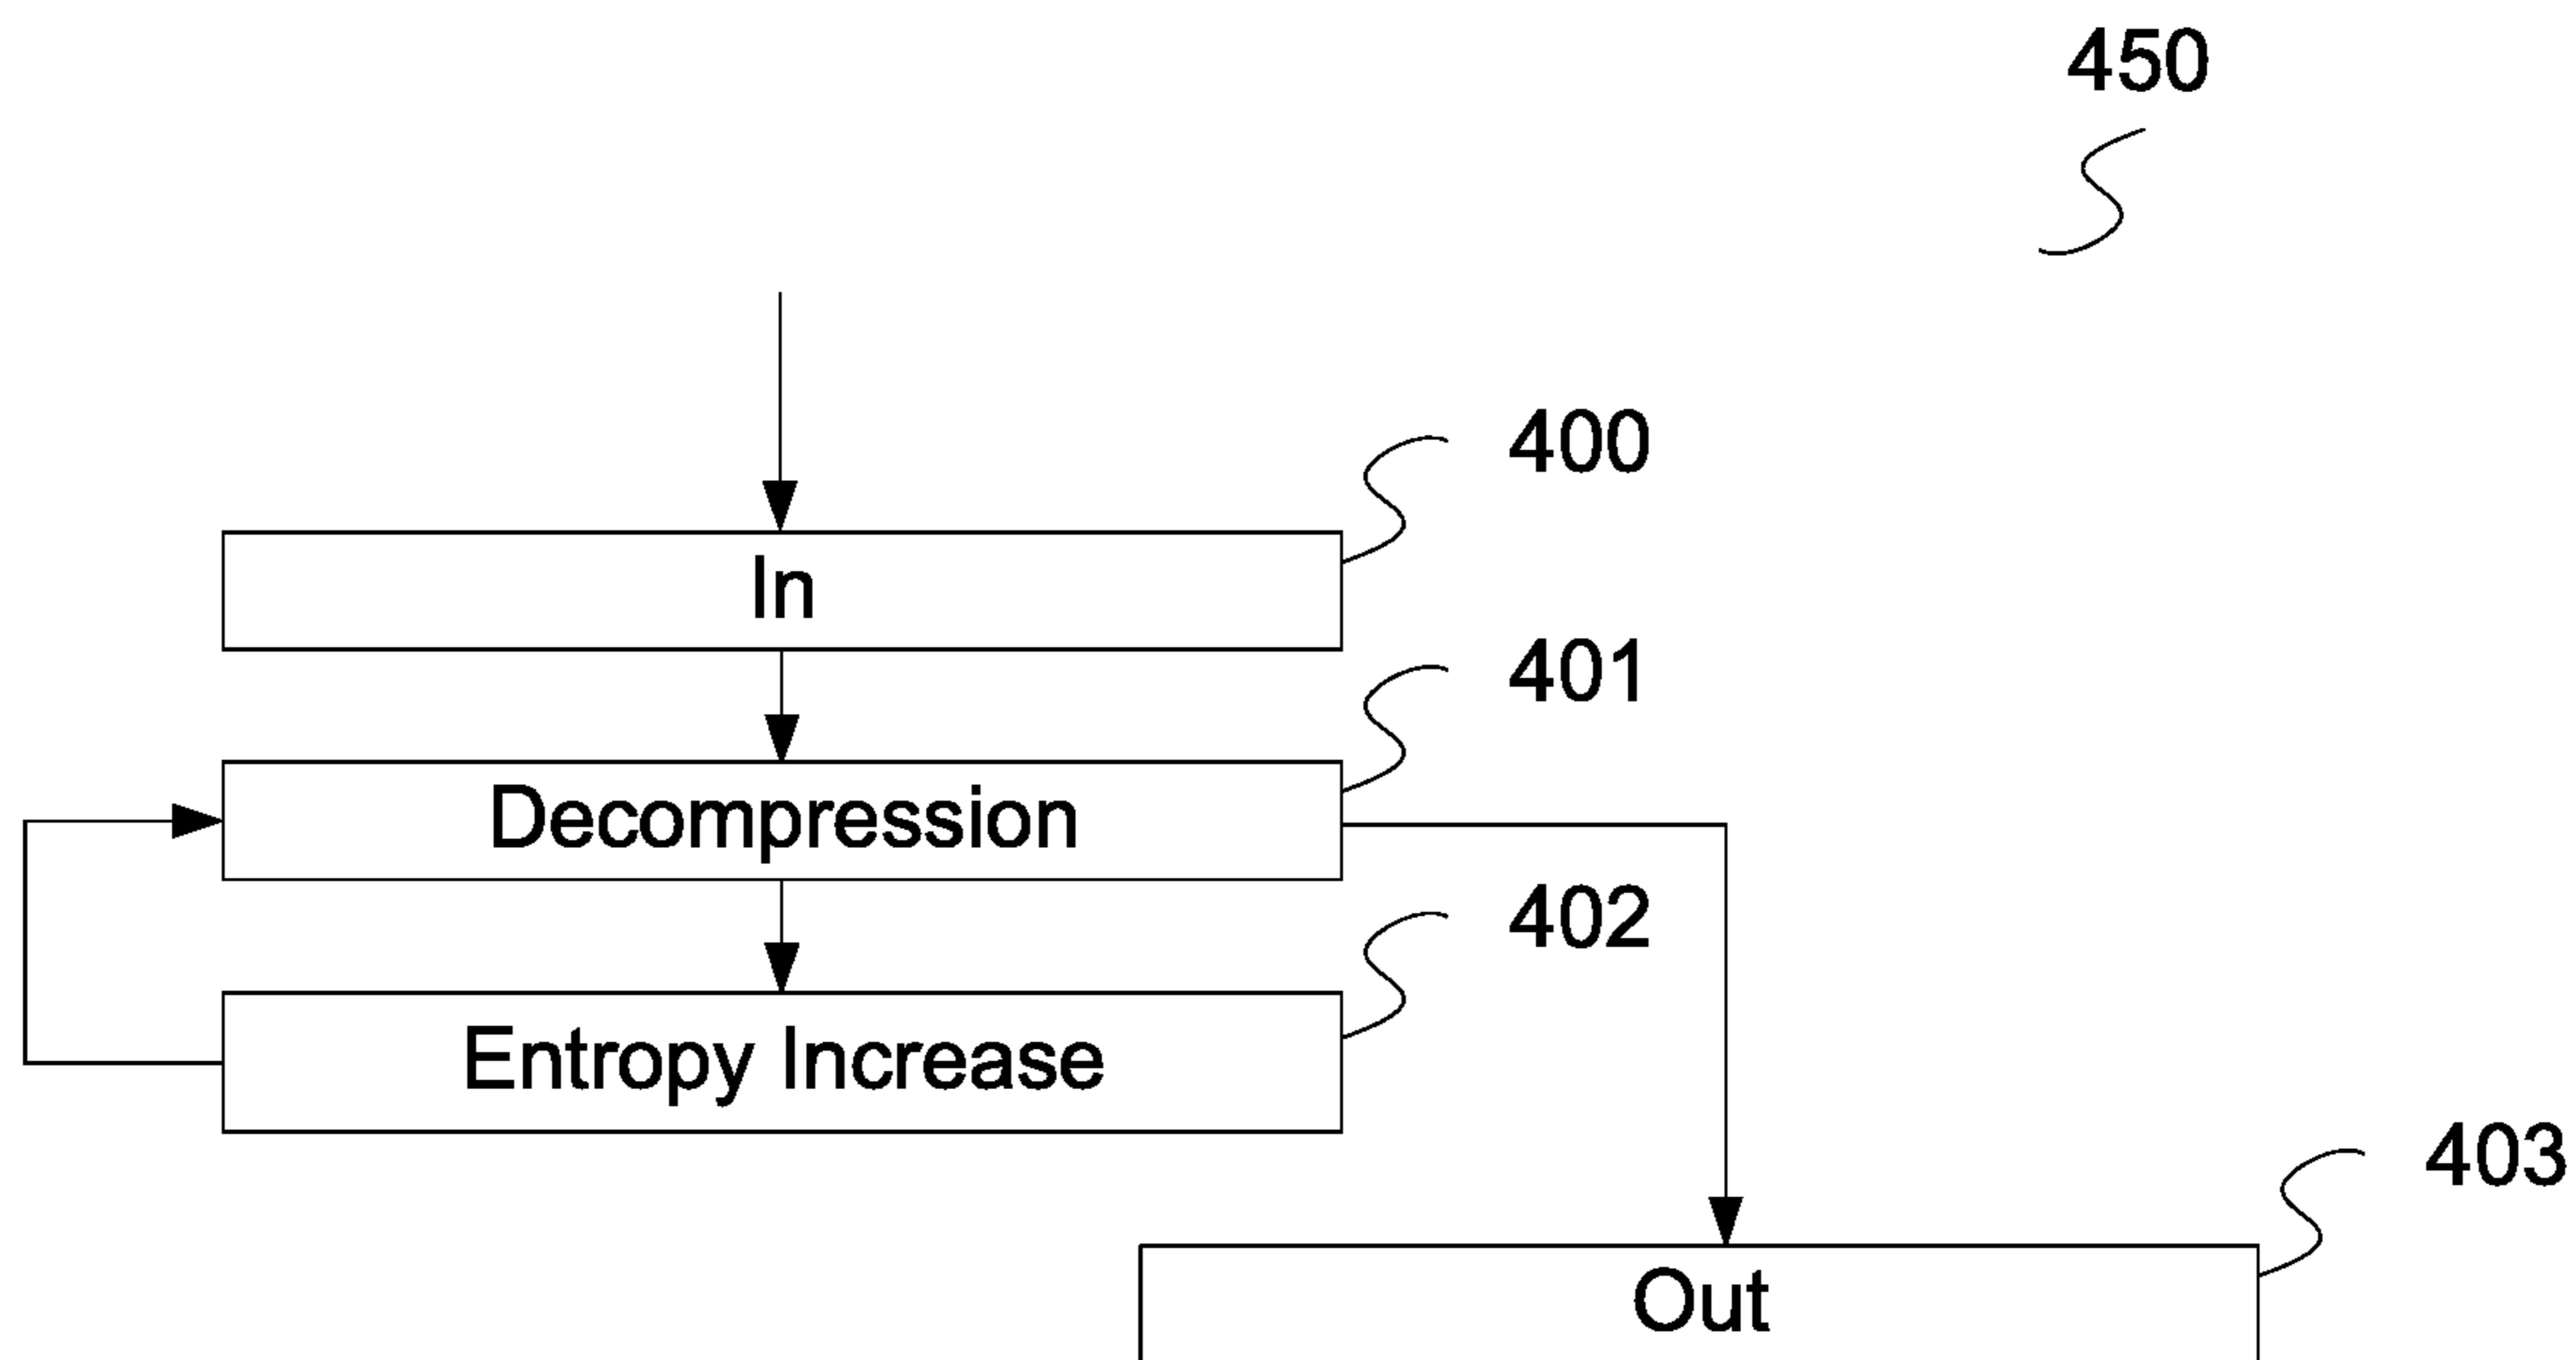 450
400
In
401
Decompression
402
Entropy Increase
403
Out